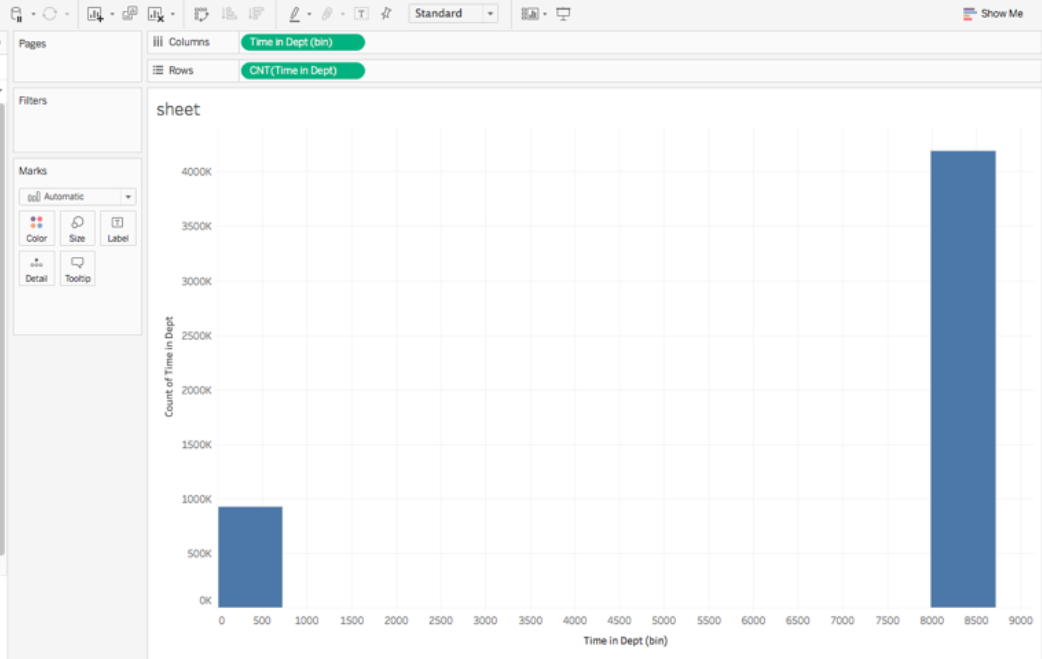 Standard
Show Me
Pages
Columns
Time in Dept (bin)
Rows
CNT(Time in Dept)
Filters
Marks
Automatic
Color
Size
T
Label
Detail
Tooltip
sheet
Count of Time in Dept
4000K
3500K
3000K
2500K
2000K
1500K
1000K
500K
0K
0 500 1000 1500 2000 2500 3000 3500 4000 4500 5000 5500 6000 6500 7000 7500 8000 8500 9000
Time in Dept (bin)